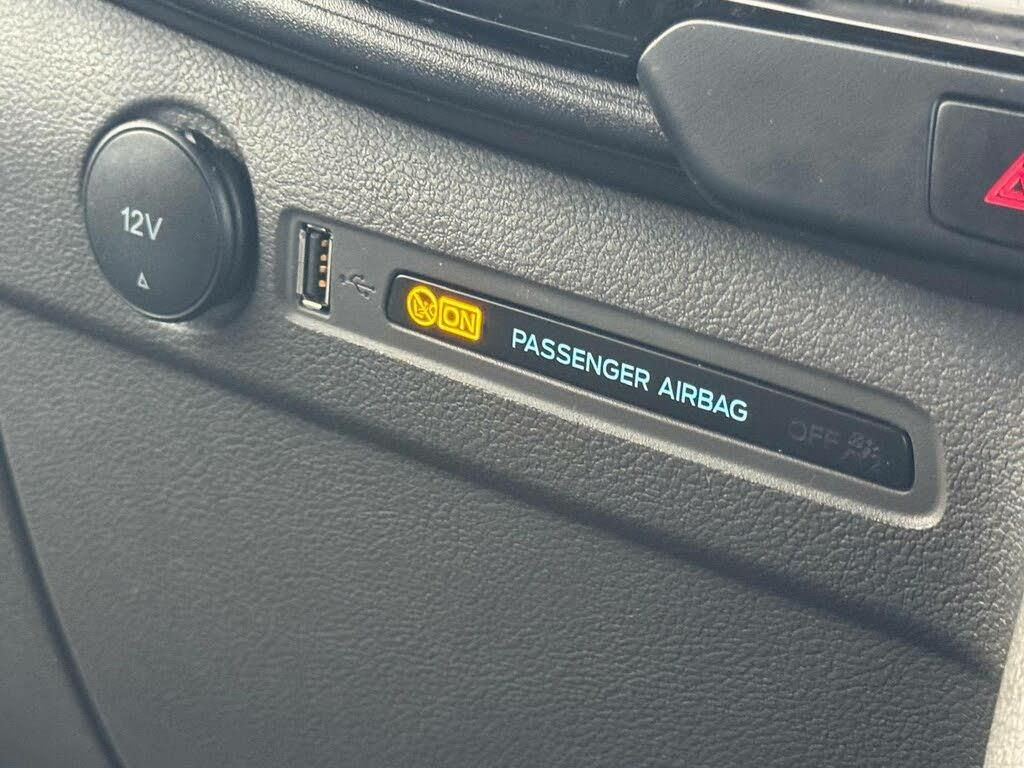 12V
ON PASSENGER AIRBAG OFF